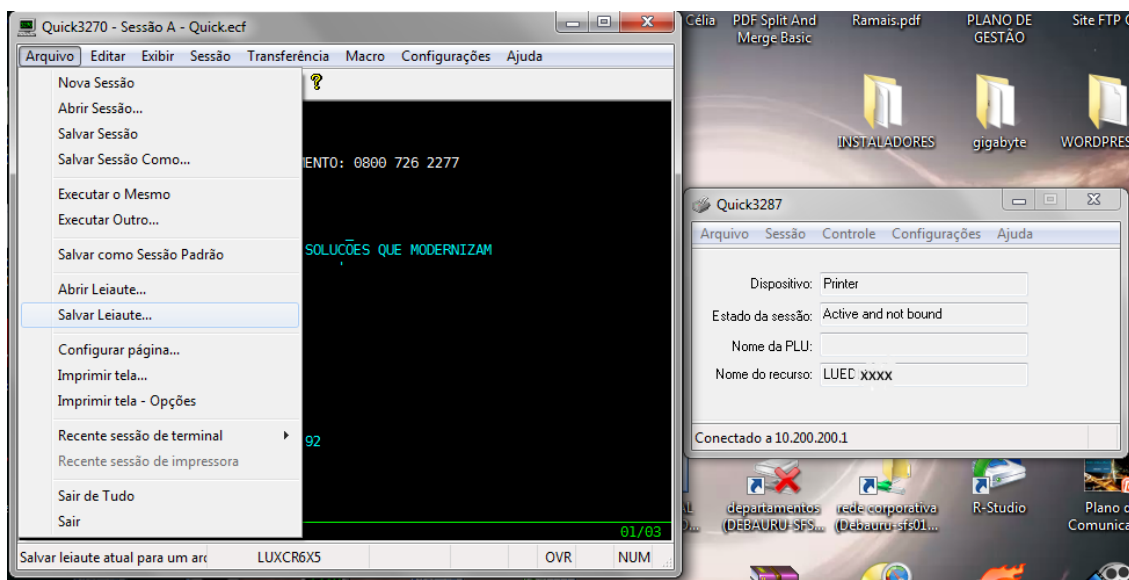 Quick3270 - Sessão A - Quick.ecf
Arquivo Editar Exibir Sessão Transferência Macro Configurações Ajuda
Nova Sessão
Abrir Sessão...
Salvar Sessão
Salvar Sessão Como...
Executar o Mesmo
Executar Outro...
Salvar como Sessão Padrão
Abrir Leiaute...
Salvar Leiaute...
Configurar página...
Imprimir tela...
Imprimir tela - Opções
Recente sessão de terminal
Recente sessão de impressora
Sair de Tudo
Sair
MENTO: 0800 726 2277
SOLUCÕES QUE MODERNIZAM
92
01/03
Salvar leiaute atual para um arq LUXCR6X5 OVR NUM
Célia
PDF Split And
Merge Basic
Ramais.pdf
PLANO DE
GESTÃO
Site FTP
INSTALADORES
gigabyte
WORDPRES
Quick3287
Arquivo Sessão Controle Configurações Ajuda
Dispositivo: Printer
Estado da sessão: Active and not bound
Nome da PLU:
Nome do recurso: LUED xxxx
Conectado a 10.200.200.1
departamentos
(DEBAURU-SFS...
rede corporativa
(Debauru-sfs01...
R-Studio
Plano
Comunica